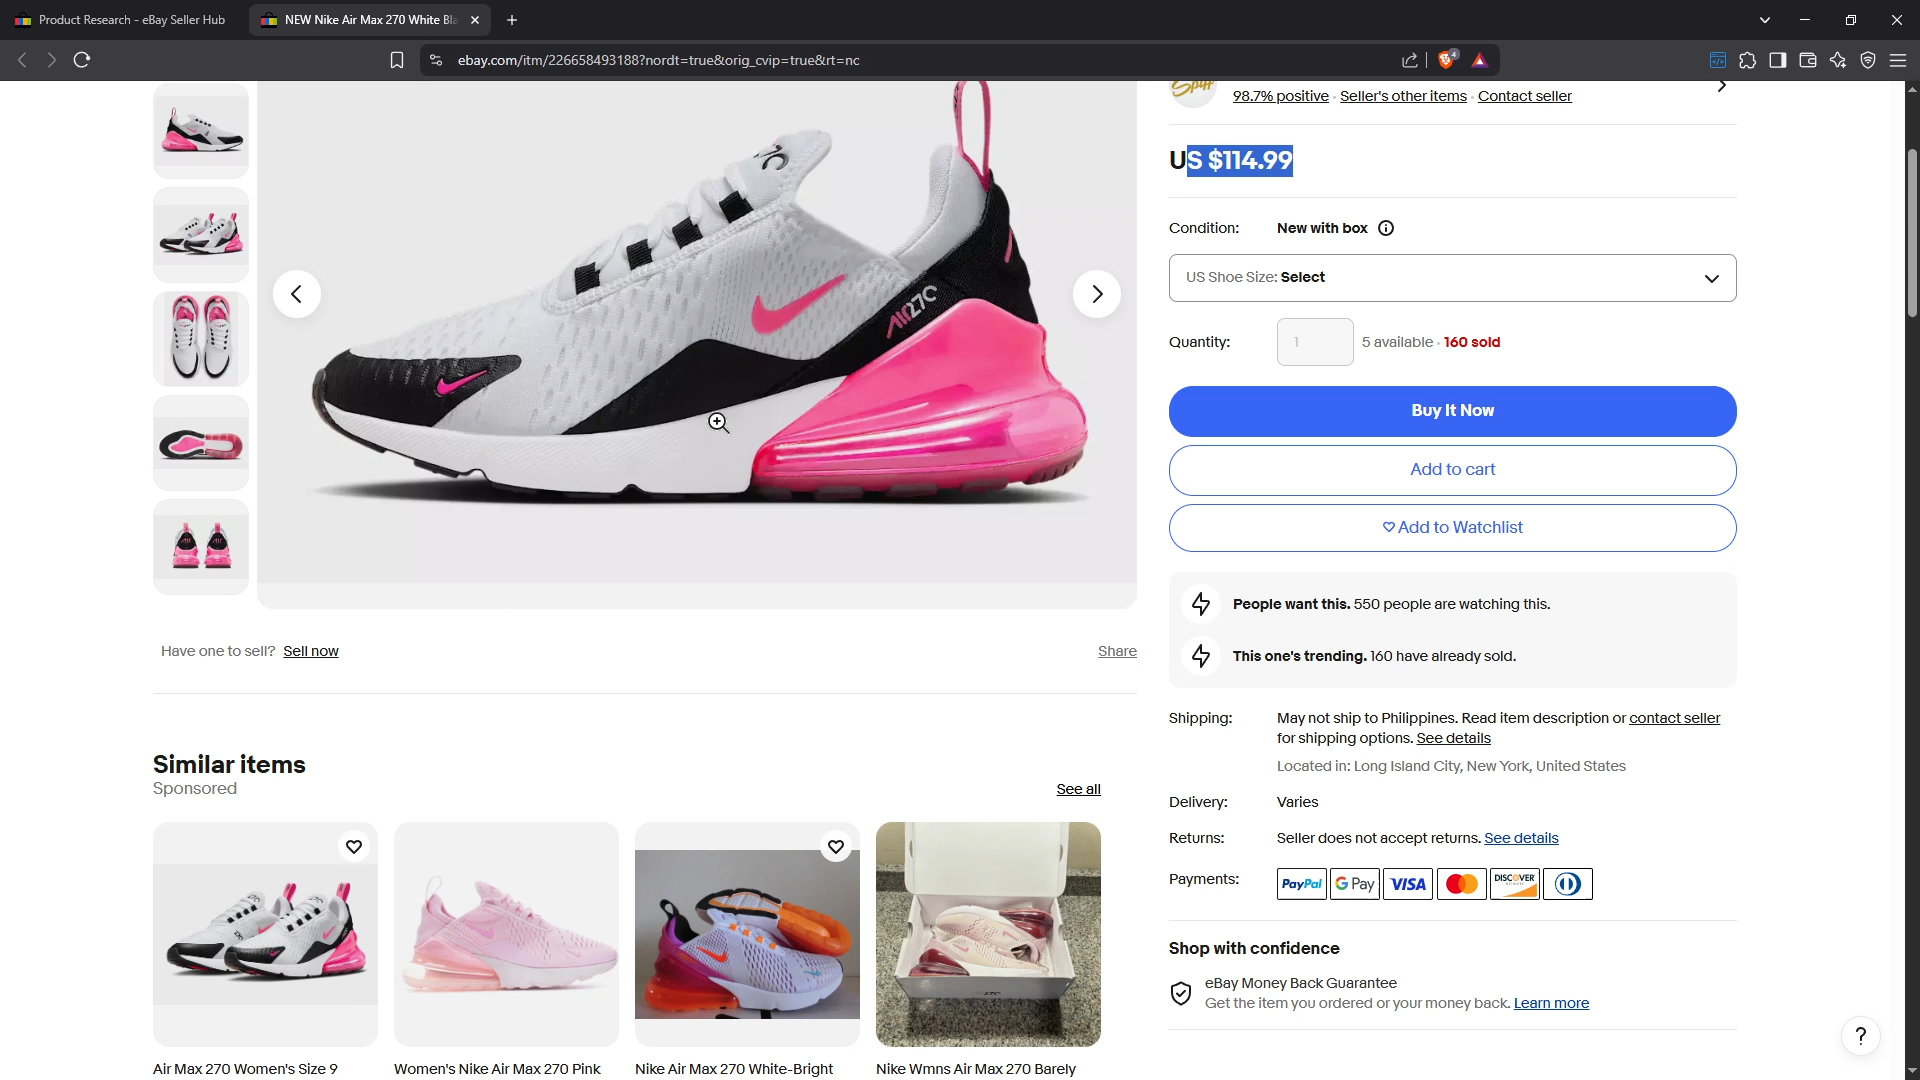 Product Research - eBay Seller Hub
NEW Nike Air Max 270 White Bla
ebay.com/itm/226658493188?nordt=true&orig_cvip=true&rt=nc
4
Spiff
98.7% positive · Seller's other items · Contact seller
US $114.99
Condition: New with box
US Shoe Size: Select
Quantity: 1 5 available · 160 sold
Buy It Now
Add to cart
Add to Watchlist
People want this. 550 people are watching this.
This one's trending. 160 have already sold.
AIR 270
Have one to sell? Sell now
Share
Shipping: May not ship to Philippines. Read item description or contact seller
for shipping options. See details
Located in: Long Island City, New York, United States
Delivery: Varies
Returns: Seller does not accept returns. See details
Payments: PayPal G Pay VISA DISCOVER
Shop with confidence
eBay Money Back Guarantee
Get the item you ordered or your money back. Learn more
?
Similar items
Sponsored
See all
Air Max 270 Women's Size 9
Women's Nike Air Max 270 Pink
Nike Air Max 270 White-Bright
Nike Wmns Air Max 270 Barely